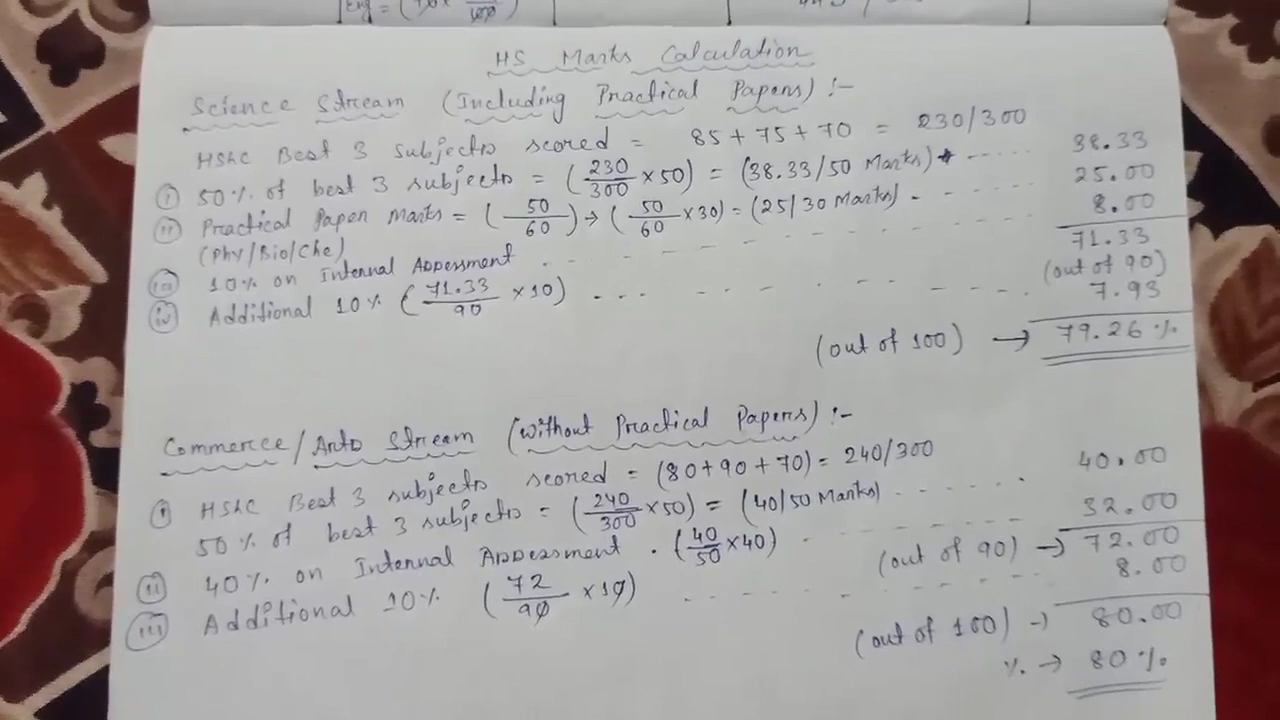 HS Marks Calculation
Science Stream (Including Practical Papers) :-
HSLC Best 3 subjects scored = 85 + 75 + 70 = 230/300
(i) 50% of best 3 subjects = (230/300 × 50) = (38.33/50 Marks) ..... 38.33
(ii) Practical Paper Marks = (50/60) → (50/60 × 30) = (25/30 Marks) - ..... 25.00
(Phy/Bio/Che)
(iii) 10% on Internal Assessment ..... 8.00
71.33
(out of 90)
(iv) Additional 10% (71.33/90 × 10) ..... 7.93
(out of 100) → 79.26 %
Commerce/Arts Stream (Without Practical Papers) :-
(i) HSLC Best 3 subjects scored = (80+90+70) = 240/300
50% of best 3 subjects = (240/300 × 50) = (40/50 Marks) ..... 40.00
(ii) 40% on Internal Assessment . (40/50 × 40) ..... 32.00
(out of 90) → 72.00
(iii) Additional 10% (72/90 × 10) ..... 8.00
(out of 100) → 80.00
% → 80 %